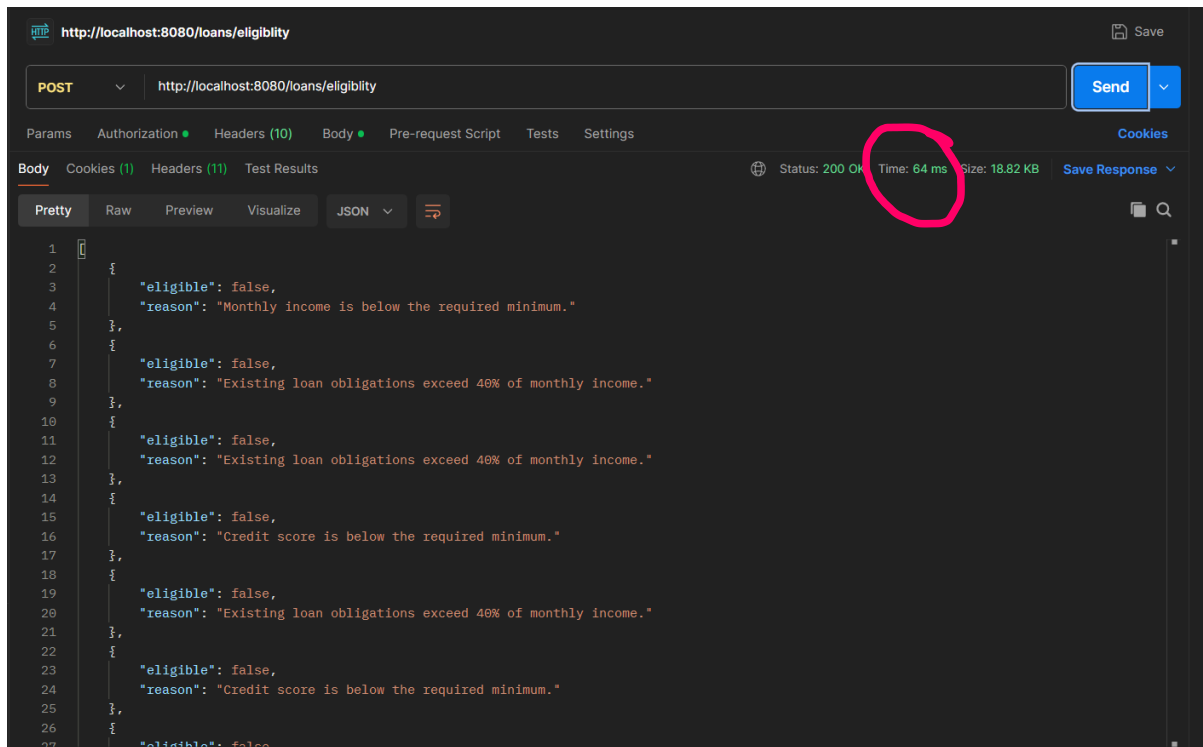 HTTP http://localhost:8080/loans/eligiblity Save
POST http://localhost:8080/loans/eligiblity Send
Params Authorization Headers (10) Body Pre-request Script Tests Settings Cookies
Body Cookies (1) Headers (11) Test Results Status: 200 OK Time: 64 ms Size: 18.82 KB Save Response
Pretty Raw Preview Visualize JSON
1 [
2 {
3 "eligible": false,
4 "reason": "Monthly income is below the required minimum."
5 },
6 {
7 "eligible": false,
8 "reason": "Existing loan obligations exceed 40% of monthly income."
9 },
10 {
11 "eligible": false,
12 "reason": "Existing loan obligations exceed 40% of monthly income."
13 },
14 {
15 "eligible": false,
16 "reason": "Credit score is below the required minimum."
17 },
18 {
19 "eligible": false,
20 "reason": "Existing loan obligations exceed 40% of monthly income."
21 },
22 {
23 "eligible": false,
24 "reason": "Credit score is below the required minimum."
25 },
26 {
27 "eligible": false